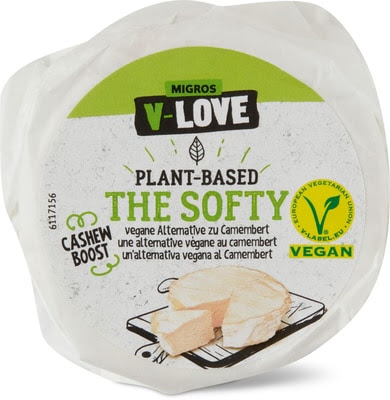 MIGROS
V-LOVE
PLANT-BASED
THE SOFTY
vegane Alternative zu Camembert
une alternative végane au camembert
un'alternativa vegana al Camembert
CASHEW
BOOST
6117156
EUROPEAN VEGETARIAN UNION
V-LABEL.EU
VEGAN